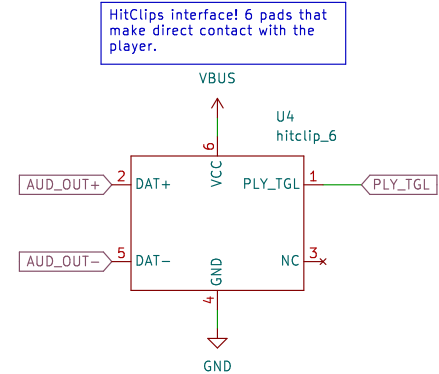 HitClips interface! 6 pads that
make direct contact with the
player.
VBUS
U4
hitclip_6
6
VCC
AUD_OUT+ 2 DAT+
PLY_TGL 1 PLY_TGL
AUD_OUT- 5 DAT-
NC 3
GND
4
GND